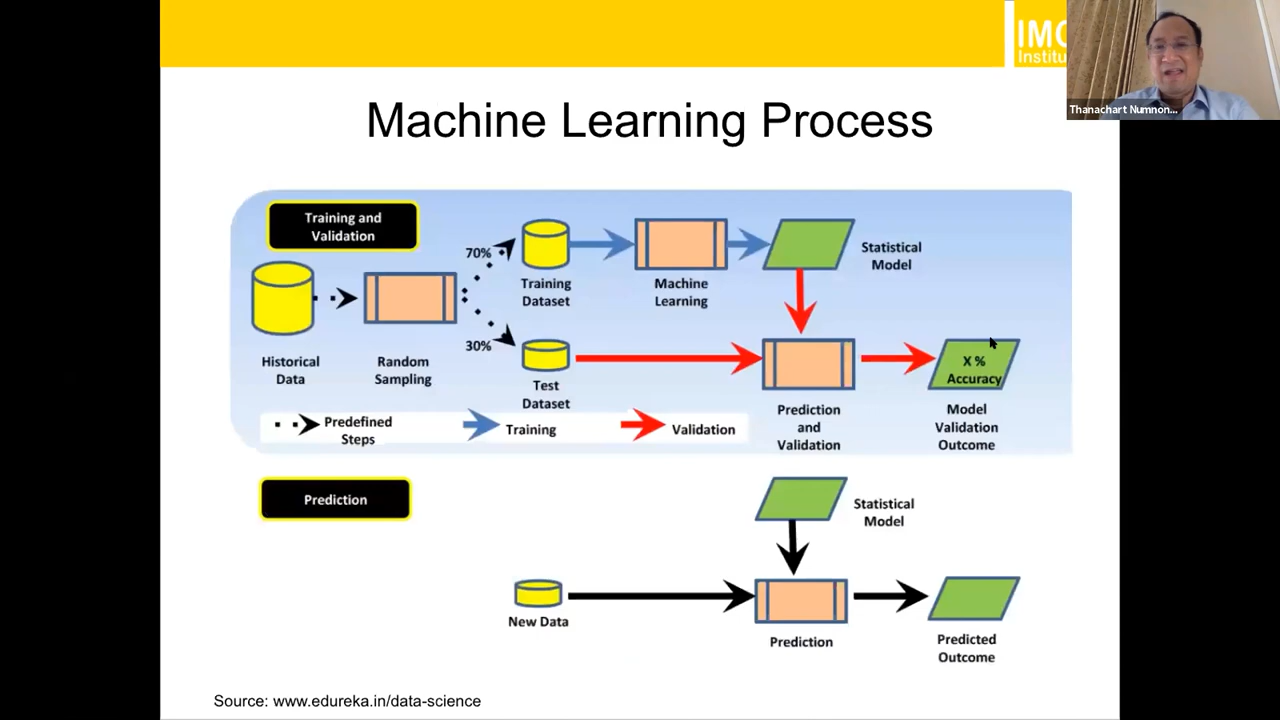 IMC
Institu
Thanachart Numnon...
Machine Learning Process
Training and
Validation
70%
30%
Historical
Data
Random
Sampling
Training
Dataset
Machine
Learning
Statistical
Model
Test
Dataset
Prediction
and
Validation
X %
Accuracy
Model
Validation
Outcome
Predefined
Steps
Training
Validation
Prediction
Statistical
Model
New Data
Prediction
Predicted
Outcome
Source: www.edureka.in/data-science